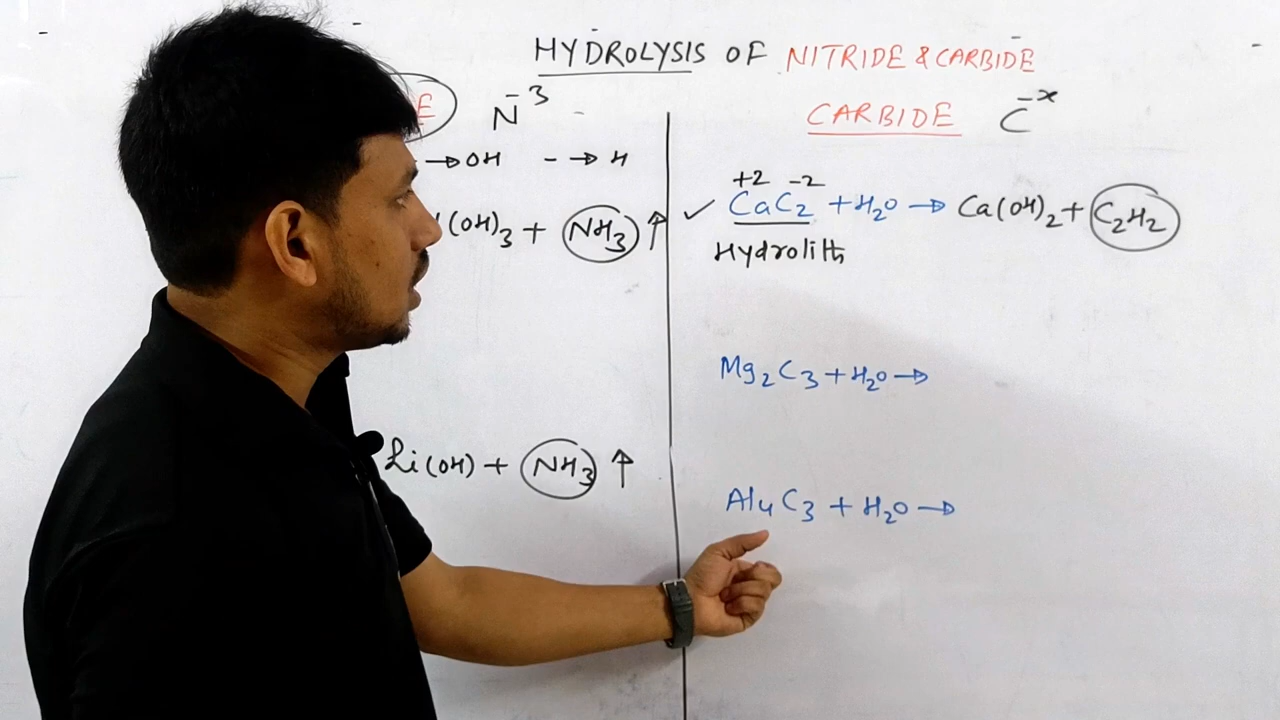 HYDROLYSIS OF NITRIDE & CARBIDE
E N⁻³
→ OH - → H
(OH)₃ + NH₃ ↑
Li(OH) + NH₃ ↑
CARBIDE C⁻ˣ
+2 -2
✓ CaC₂ + H₂O → Ca(OH)₂ + C₂H₂
Hydrolith
Mg₂C₃ + H₂O →
Al₄C₃ + H₂O →